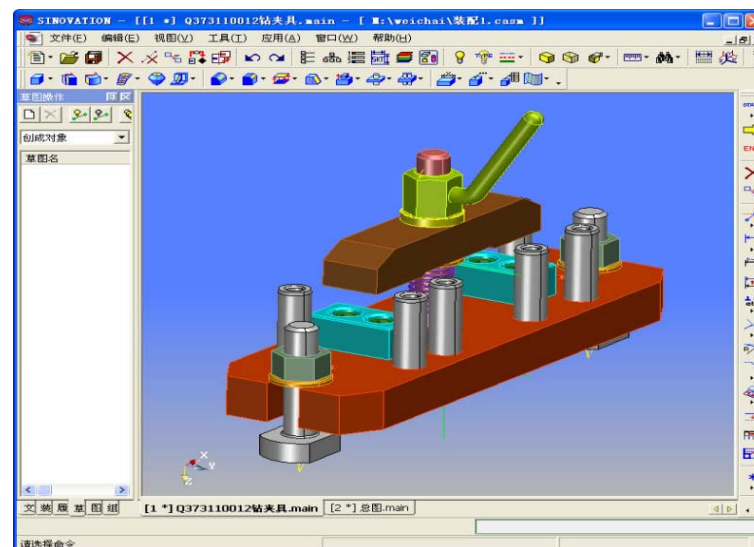 SINOVATION - [[1 *] Q373110012钻夹具.main - [ M:\weichai\装配1.casm ]]
文件(F) 编辑(E) 视图(V) 工具(T) 应用(A) 窗口(W) 帮助(H)
草图操作
创成对象
草图名
X
Y
Z
文 装 履 草 图 组
[1 *] Q373110012钻夹具.main [2 *] 总图.main
请选择命令